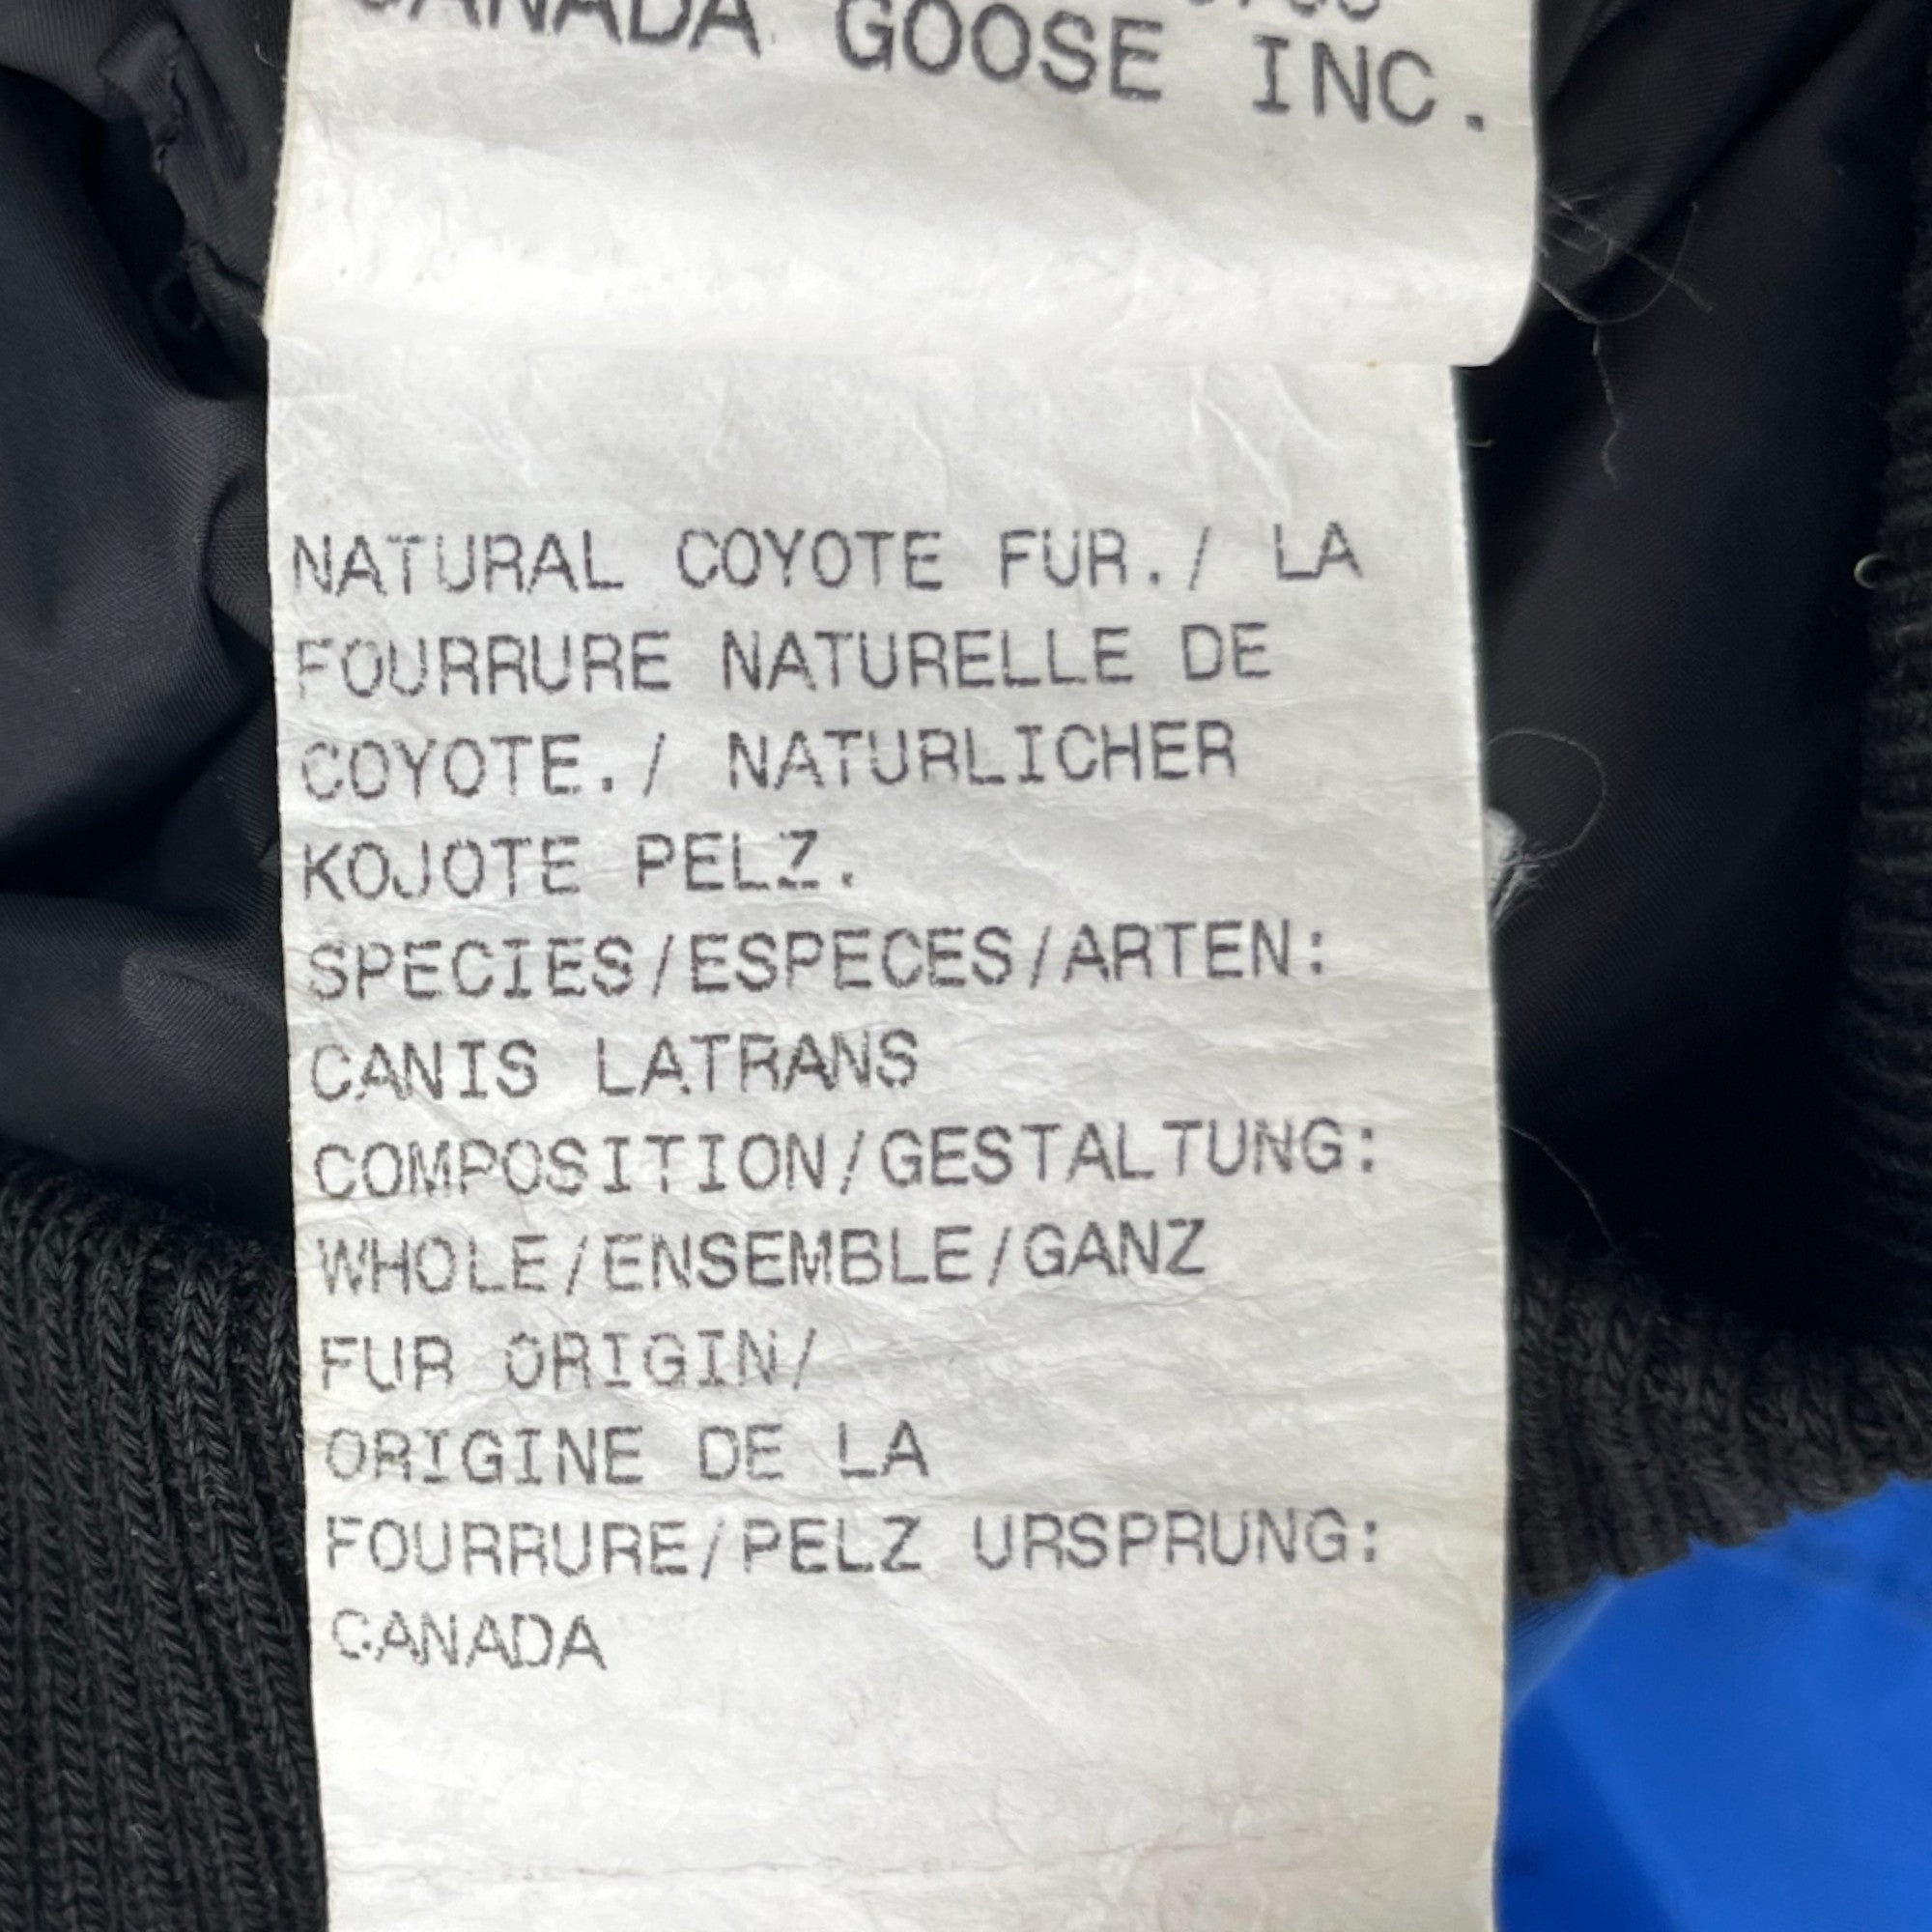 CANADA GOOSE INC.
NATURAL COYOTE FUR./ LA
FOURRURE NATURELLE DE
COYOTE./ NATURLICHER
KOJOTE PELZ.
SPECIES/ESPECES/ARTEN:
CANIS LATRANS
COMPOSITION/GESTALTUNG:
WHOLE/ENSEMBLE/GANZ
FUR ORIGIN/
ORIGINE DE LA
FOURRURE/PELZ URSPRUNG:
CANADA